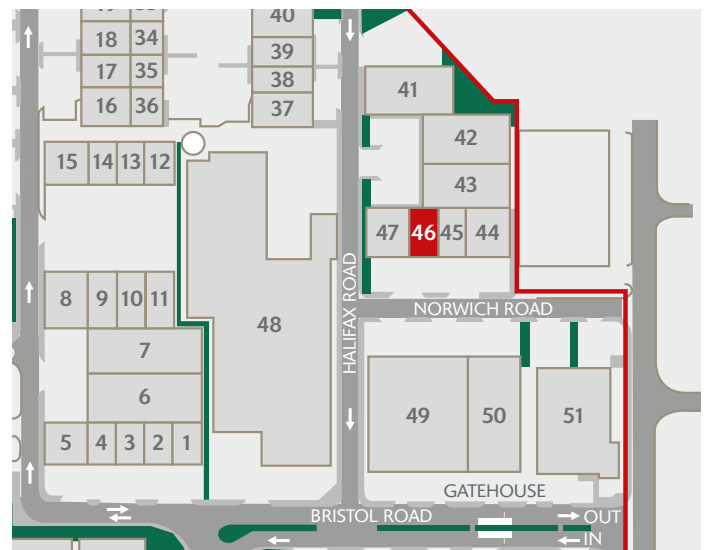 40
18 34
39
17 35
38
16 36
37
41
42
15 14 13 12
43
47 46 45 44
HALIFAX ROAD
8 9 10 11
NORWICH ROAD
48
7
6
49 50 51
5 4 3 2 1
GATEHOUSE
BRISTOL ROAD
OUT
IN